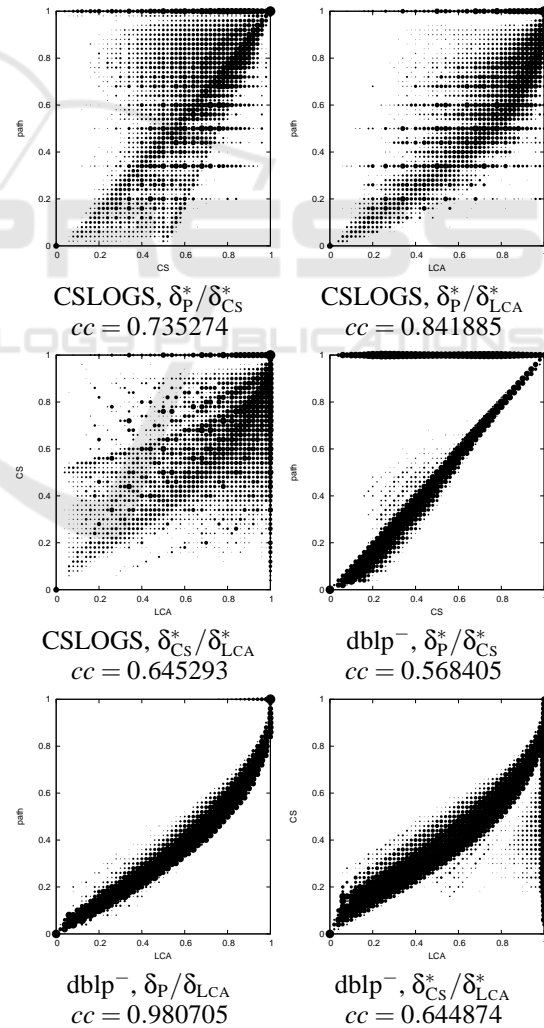 1
0.8
0.6
0.4
0.2
0
path
0 0.2 0.4 0.6 0.8 1
CS
CSLOGS, δ*P/δ*Cs
cc = 0.735274
1
0.8
0.6
0.4
0.2
0
path
0 0.2 0.4 0.6 0.8 1
LCA
CSLOGS, δ*P/δ*LCA
cc = 0.841885
1
0.8
0.6
0.4
0.2
0
CS
0 0.2 0.4 0.6 0.8 1
LCA
CSLOGS, δ*Cs/δ*LCA
cc = 0.645293
1
0.8
0.6
0.4
0.2
0
path
0 0.2 0.4 0.6 0.8 1
CS
dblp⁻, δ*P/δ*Cs
cc = 0.568405
1
0.8
0.6
0.4
0.2
0
path
0 0.2 0.4 0.6 0.8 1
LCA
dblp⁻, δP/δLCA
cc = 0.980705
1
0.8
0.6
0.4
0.2
0
CS
0 0.2 0.4 0.6 0.8 1
LCA
dblp⁻, δ*Cs/δ*LCA
cc = 0.644874
PRESS
LOGY PUBLICATIONS